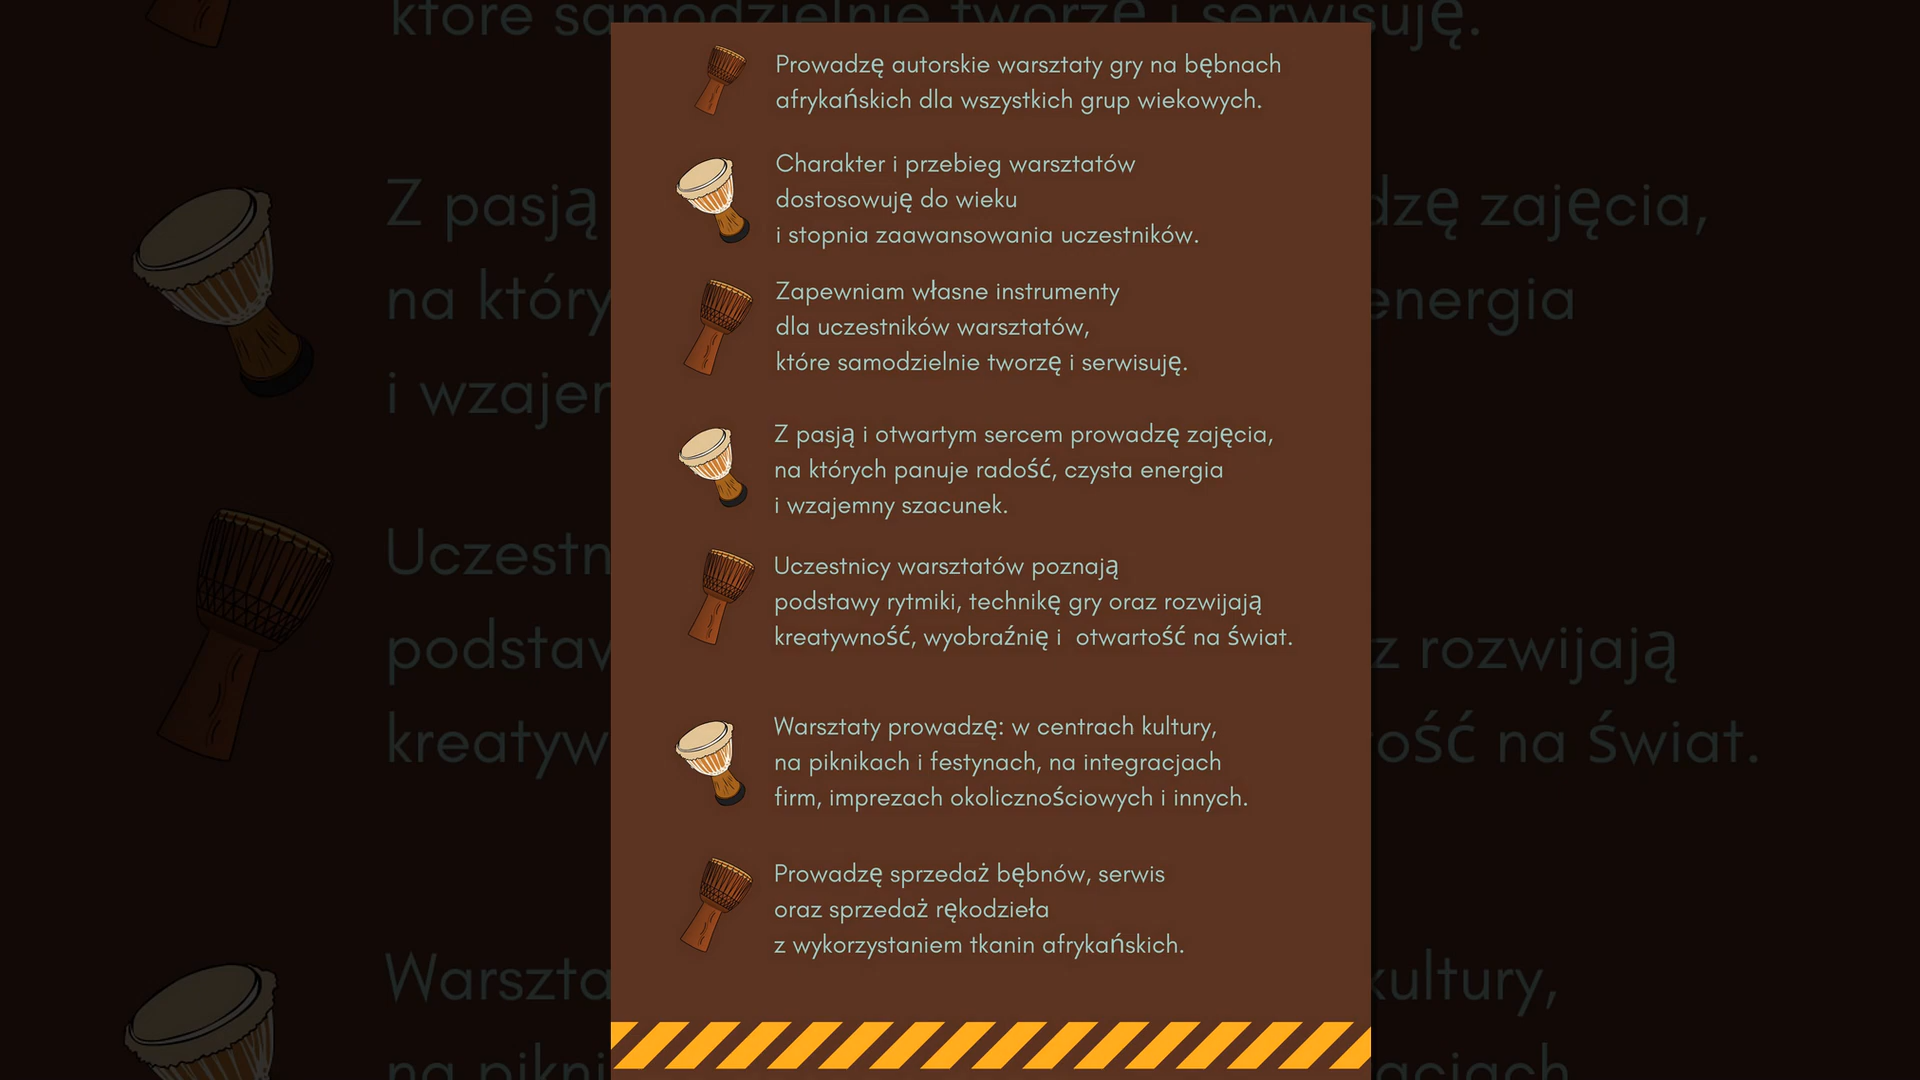 Prowadzę autorskie warsztaty gry na bębnach
afrykańskich dla wszystkich grup wiekowych.
Charakter i przebieg warsztatów
dostosowuję do wieku
i stopnia zaawansowania uczestników.
Zapewniam własne instrumenty
dla uczestników warsztatów,
które samodzielnie tworzę i serwisuję.
Z pasją i otwartym sercem prowadzę zajęcia,
na których panuje radość, czysta energia
i wzajemny szacunek.
Uczestnicy warsztatów poznają
podstawy rytmiki, technikę gry oraz rozwijają
kreatywność, wyobraźnię i  otwartość na świat.
Warsztaty prowadzę: w centrach kultury,
na piknikach i festynach, na integracjach
firm, imprezach okolicznościowych i innych.
Prowadzę sprzedaż bębnów, serwis
oraz sprzedaż rękodzieła
z wykorzystaniem tkanin afrykańskich.